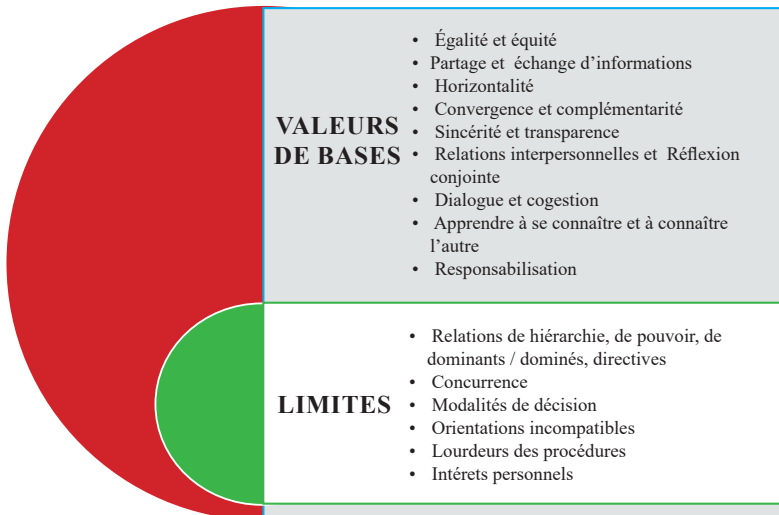 VALEURS
DE BASES
• Égalité et équité
• Partage et échange d’informations
• Horizontalité
• Convergence et complémentarité
• Sincérité et transparence
• Relations interpersonnelles et Réflexion
conjointe
• Dialogue et cogestion
• Apprendre à se connaître et à connaître
l’autre
• Responsabilisation
LIMITES
• Relations de hiérarchie, de pouvoir, de
dominants / dominés, directives
• Concurrence
• Modalités de décision
• Orientations incompatibles
• Lourdeurs des procédures
• Intérets personnels